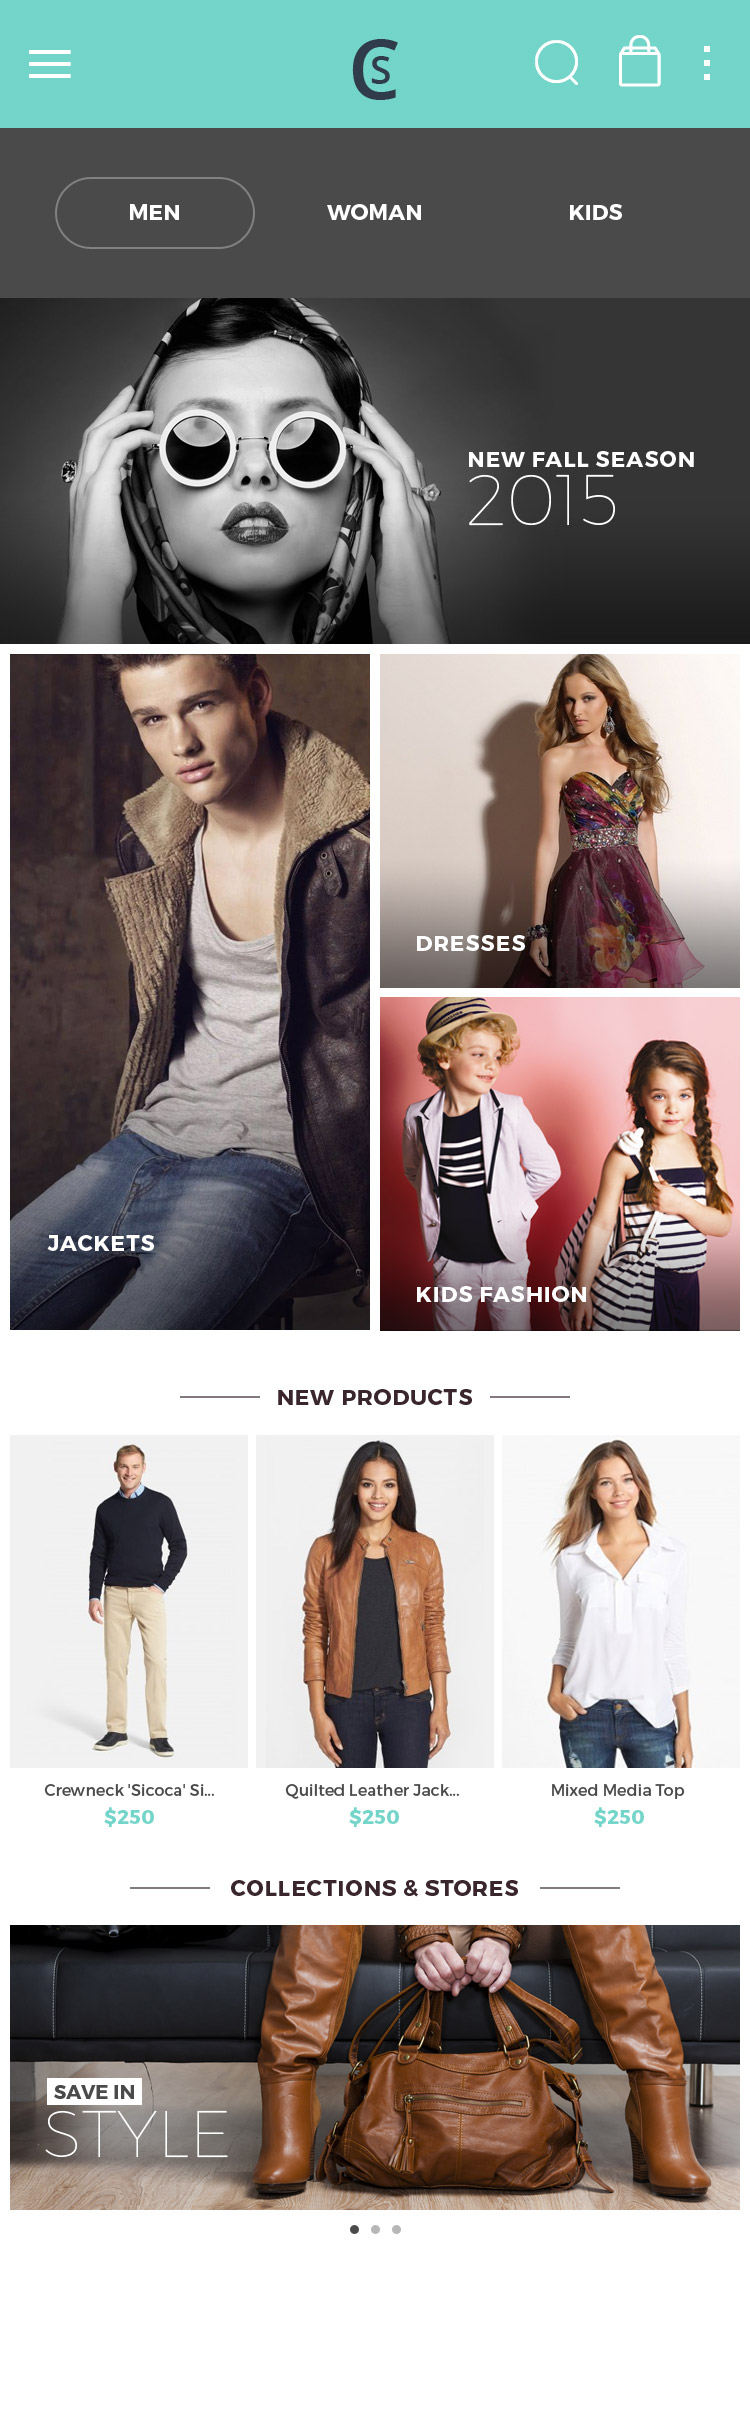 CS
MEN WOMAN KIDS
NEW FALL SEASON
2015
DRESSES
JACKETS
KIDS FASHION
NEW PRODUCTS
Crewneck 'Sicoca' Si... Quilted Leather Jack... Mixed Media Top
$250 $250 $250
COLLECTIONS & STORES
SAVE IN
STYLE